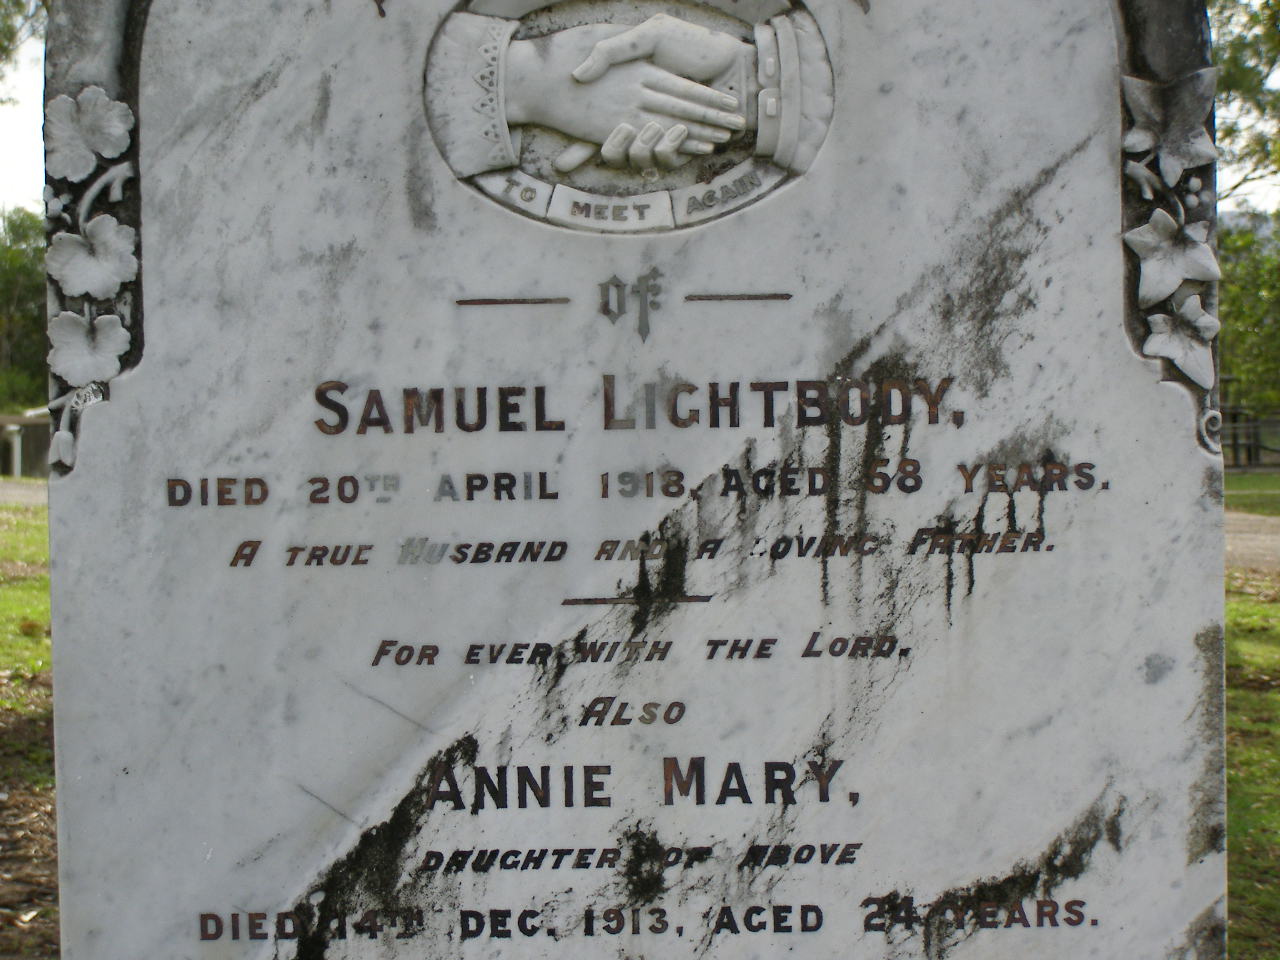 TO MEET AGAIN
of
SAMUEL LIGHTBODY,
DIED 20TH APRIL 1918, AGED 58 YEARS.
A TRUE HUSBAND AND A LOVING FATHER.
FOR EVER WITH THE LORD.
ALSO
ANNIE MARY,
DAUGHTER OF ABOVE
DIED 14TH DEC. 1913, AGED 24 YEARS.